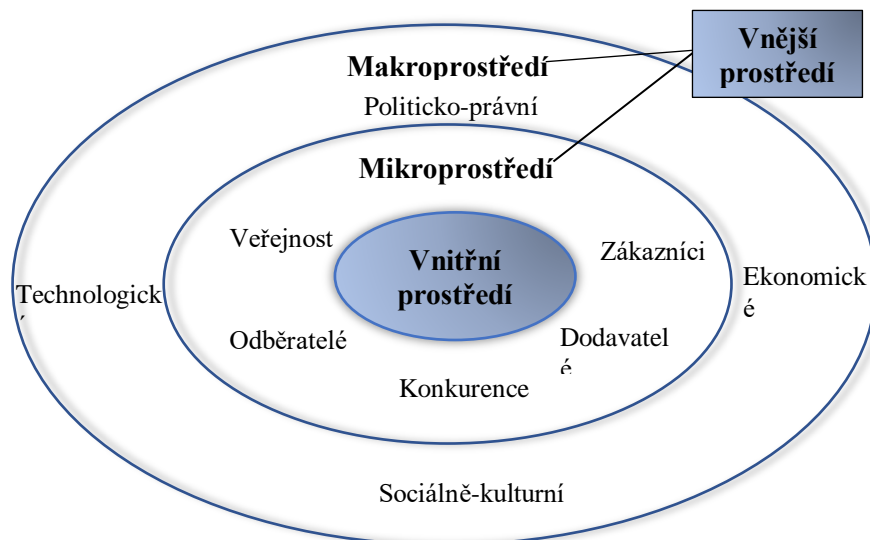 Makroprostředí
Vnější
prostředí
Politicko-právní
Mikroprostředí
Veřejnost
Zákazníci
Vnitřní
prostředí
Technologick
Ekonomick
é
Odběratelé
Dodavatel
é
Konkurence
Sociálně-kulturní